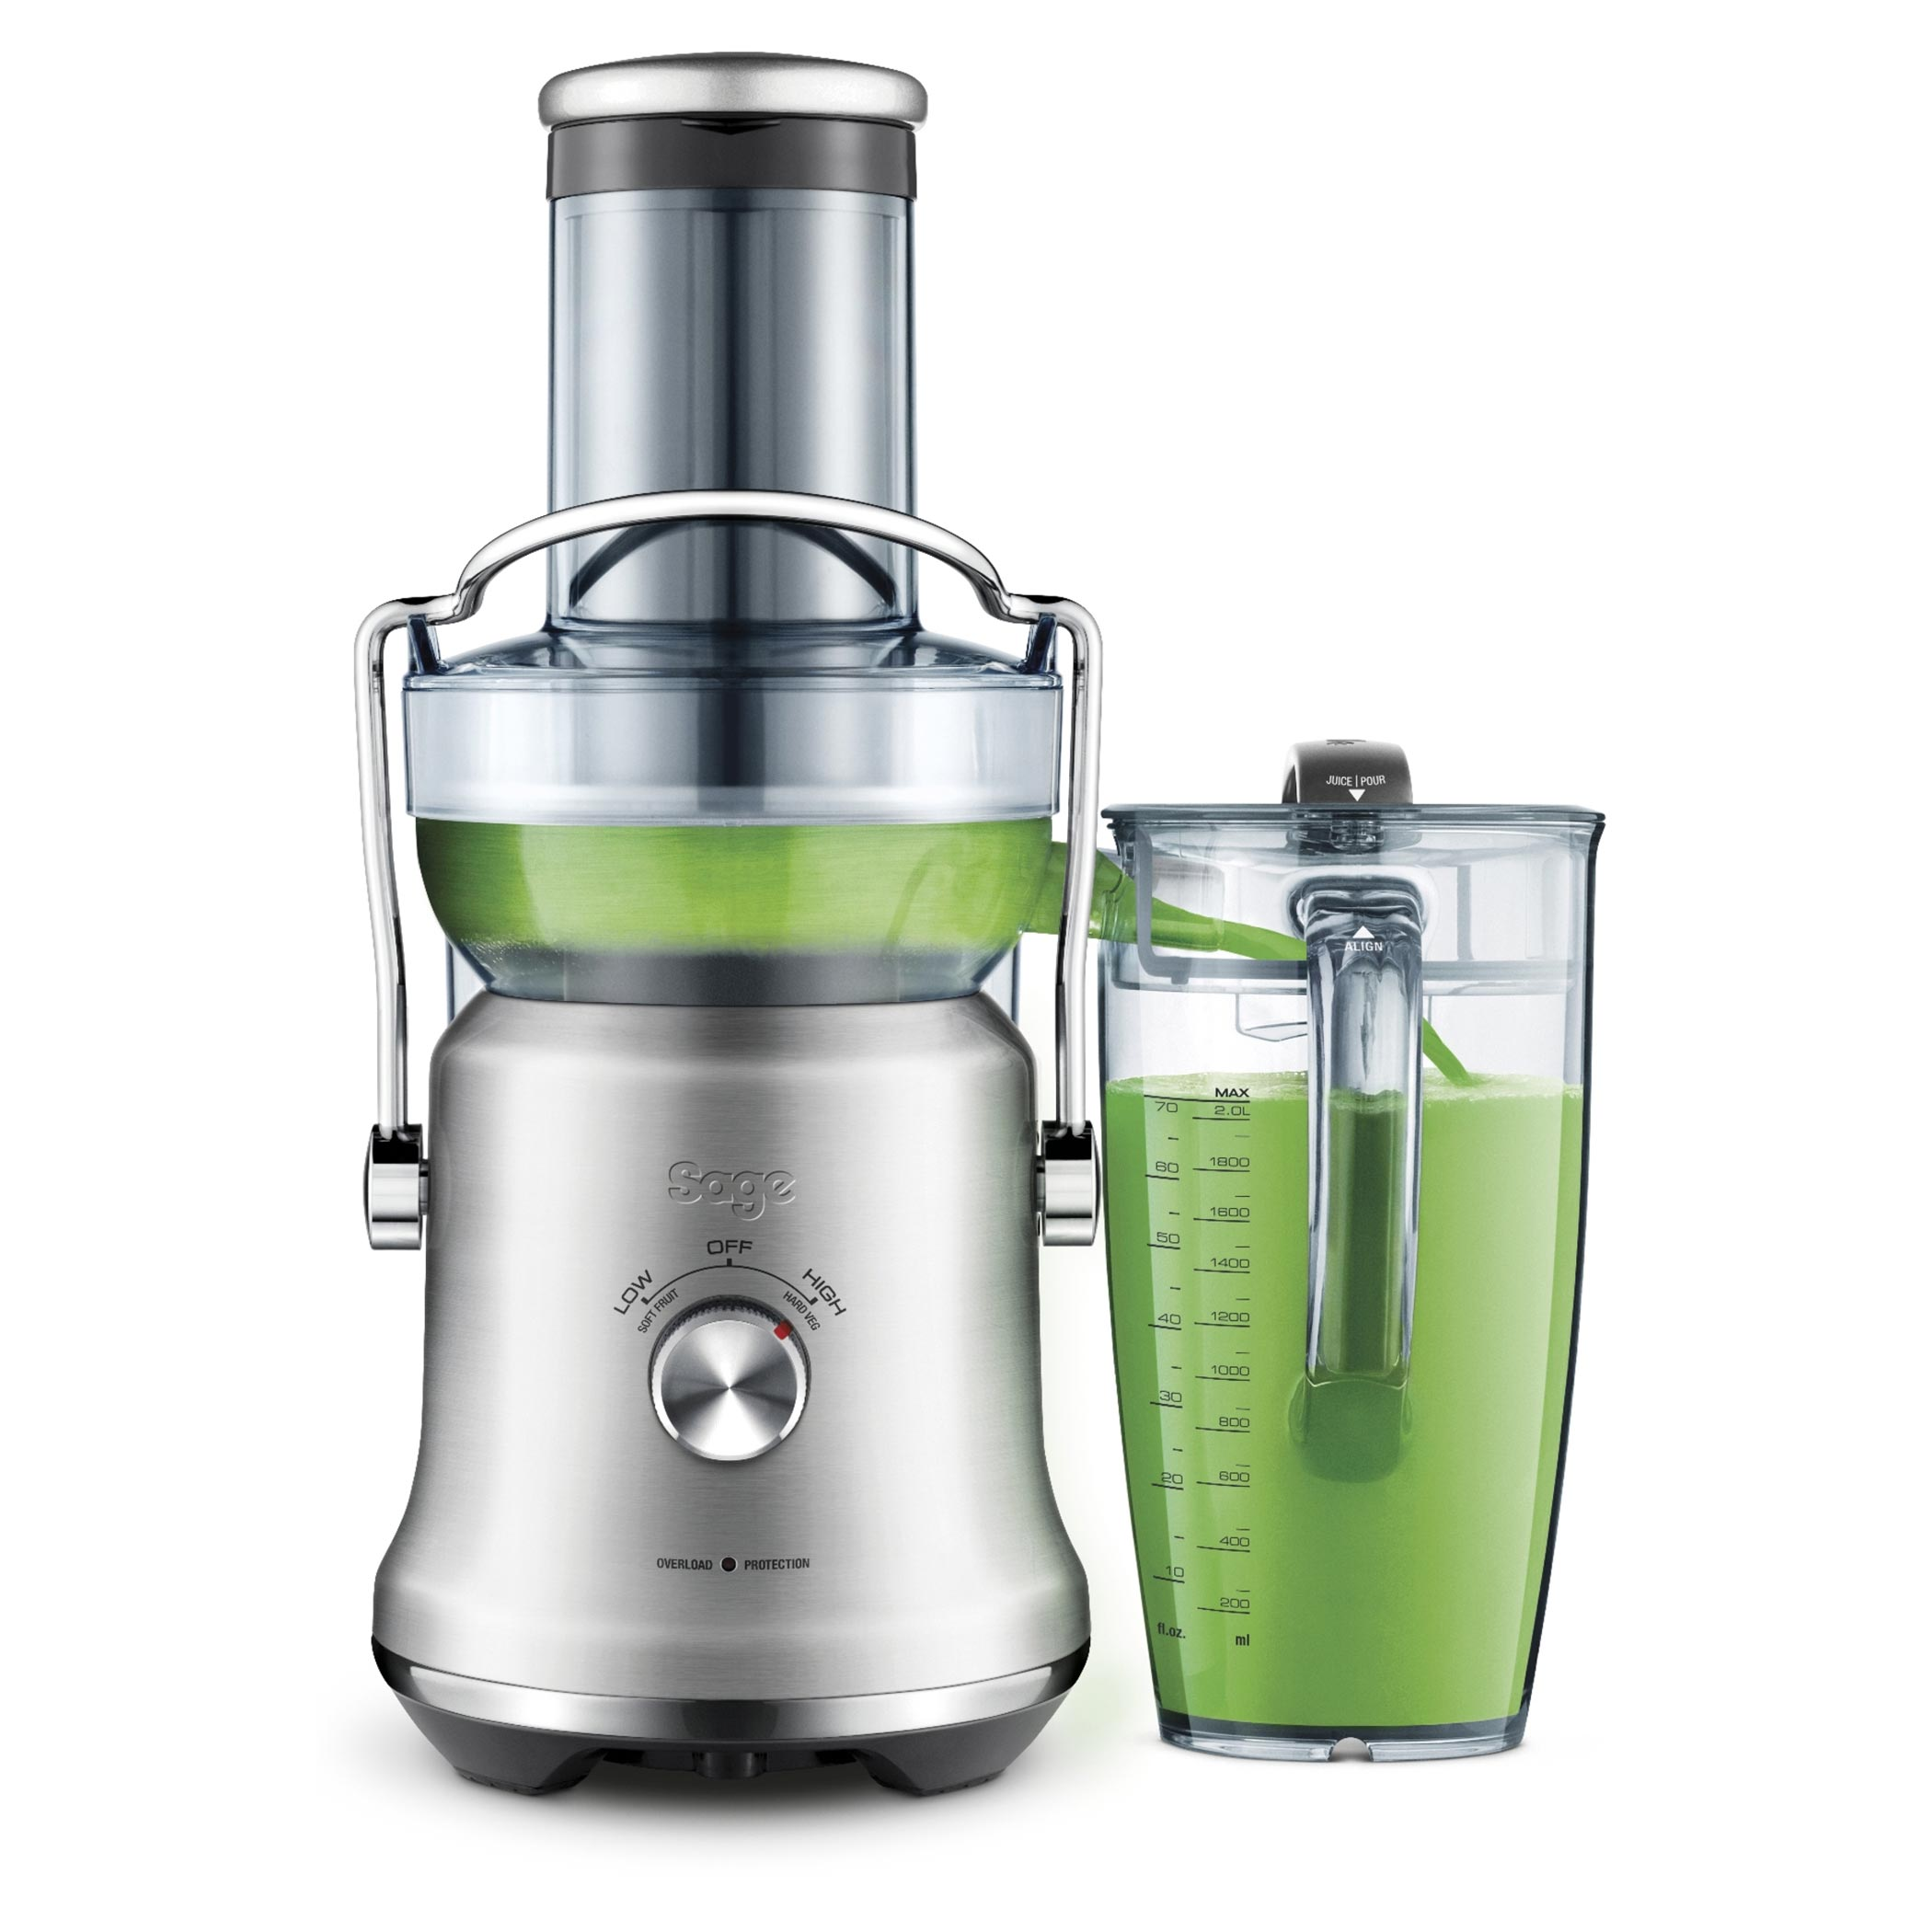 JUICE | POUR
ALIGN
MAX
70 2.0L
60 1800
1600
50
1400
40 1200
1000
30
800
20 600
400
10
200
fl.oz. ml
Sage
OFF
LOW
SOFT FRUIT
HIGH
HARD VEG
OVERLOAD PROTECTION